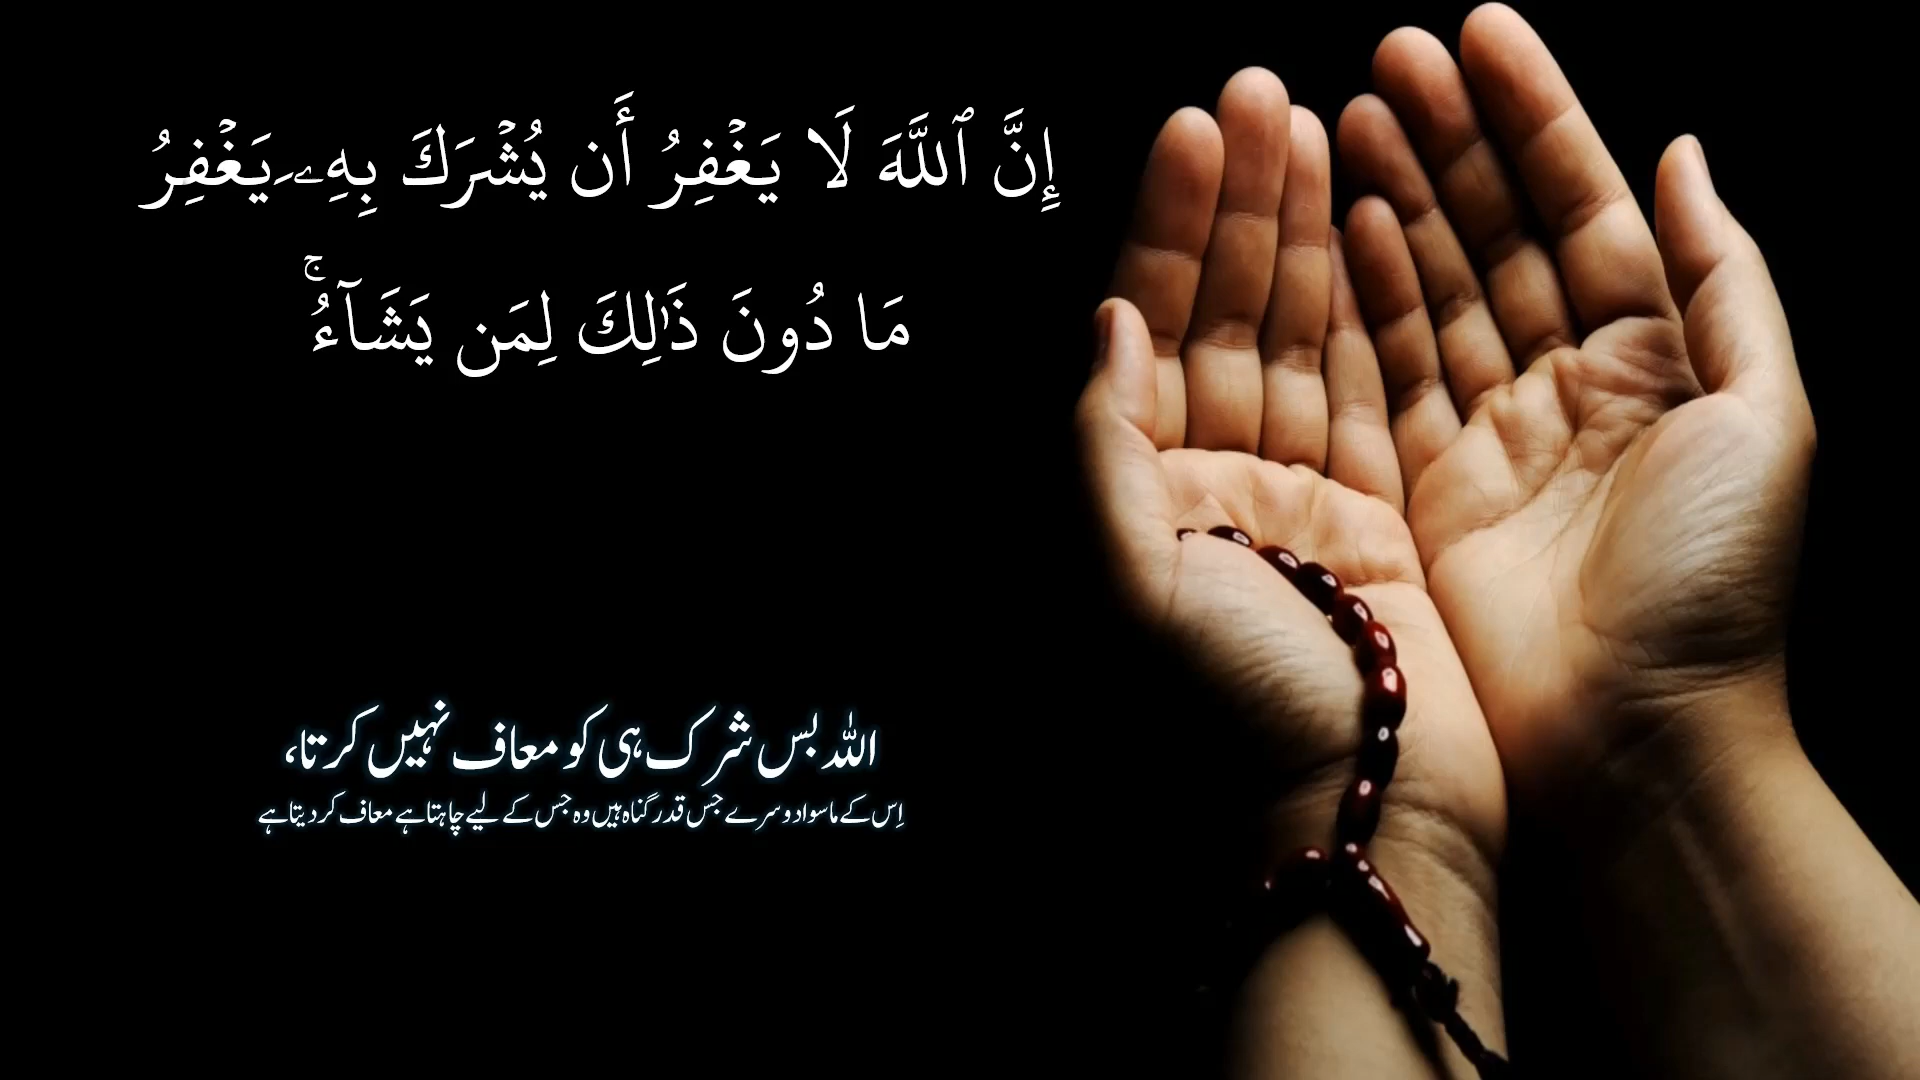 إِنَّ ٱللَّهَ لَا يَغْفِرُ أَن يُشْرَكَ بِهِۦ يَغْفِرُ
مَا دُونَ ذَٰلِكَ لِمَن يَشَآءُ ۚ
اللہ بس شرک ہی کو معاف نہیں کرتا،
اِس کے ماسوا دوسرے جس قدر گناہ ہیں وہ جس کے لیے چاہتا ہے معاف کر دیتا ہے